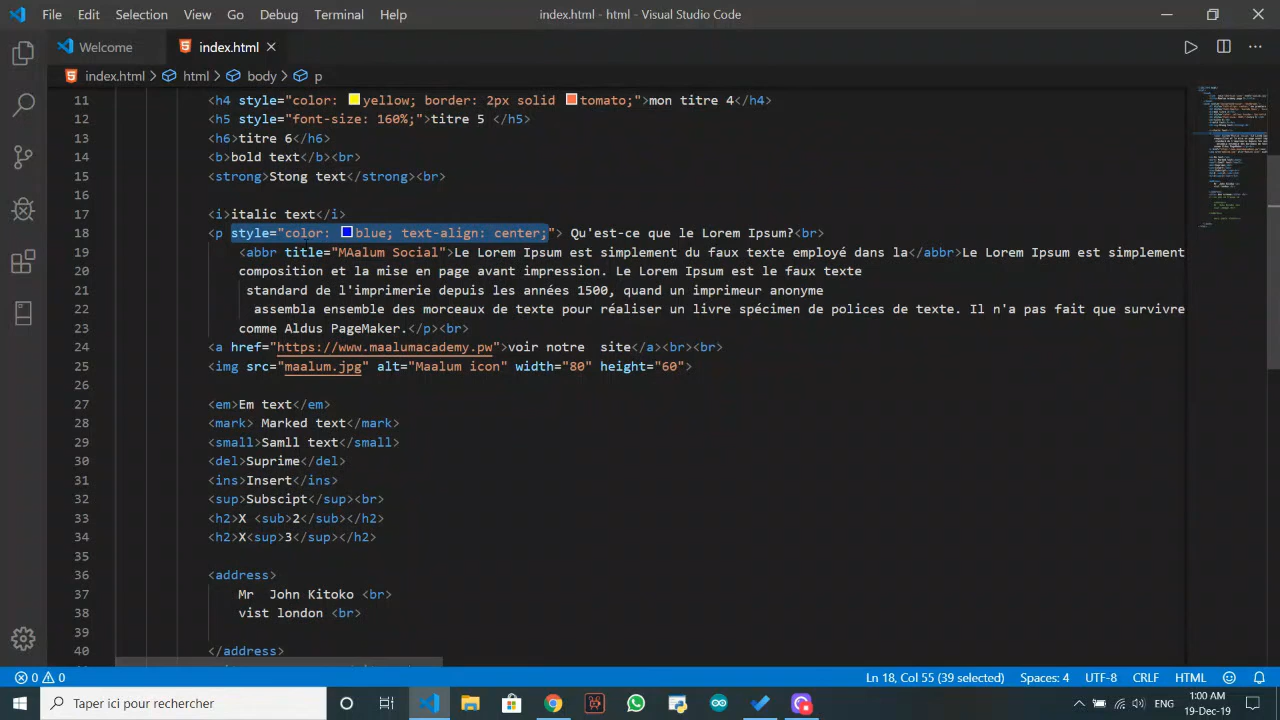 File Edit Selection View Go Debug Terminal Help
index.html - html - Visual Studio Code
Welcome
index.html
index.html > html > body > p
11 <h4 style="color: yellow; border: 2px solid tomato;">mon titre 4</h4>
12 <h5 style="font-size: 160%;">titre 5 </h5>
13 <h6>titre 6</h6>
14 <b>bold text</b><br>
15 <strong>Stong text</strong><br>
16
17 <i>italic text</i>
18 <p style="color: blue; text-align: center;"> Qu'est-ce que le Lorem Ipsum?<br>
19 <abbr title="MAalum Social">Le Lorem Ipsum est simplement du faux texte employé dans la</abbr>Le Lorem Ipsum est simplement
20 composition et la mise en page avant impression. Le Lorem Ipsum est le faux texte
21 standard de l'imprimerie depuis les années 1500, quand un imprimeur anonyme
22 assembla ensemble des morceaux de texte pour réaliser un livre spécimen de polices de texte. Il n'a pas fait que survivre
23 comme Aldus PageMaker.</p><br>
24 <a href="https://www.maalumacademy.pw">voir notre  site</a><br><br>
25 <img src="maalum.jpg" alt="Maalum icon" width="80" height="60">
26
27 <em>Em text</em>
28 <mark> Marked text</mark>
29 <small>Samll text</small>
30 <del>Suprime</del>
31 <ins>Insert</ins>
32 <sup>Subscipt</sup><br>
33 <h2>X <sub>2</sub></h2>
34 <h2>X<sup>3</sup></h2>
35
36 <address>
37 Mr  John Kitoko <br>
38 vist london <br>
39
40 </address>
0 0
Ln 18, Col 55 (39 selected) Spaces: 4 UTF-8 CRLF HTML
Tapez ici pour rechercher
ENG
1:00 AM
19-Dec-19